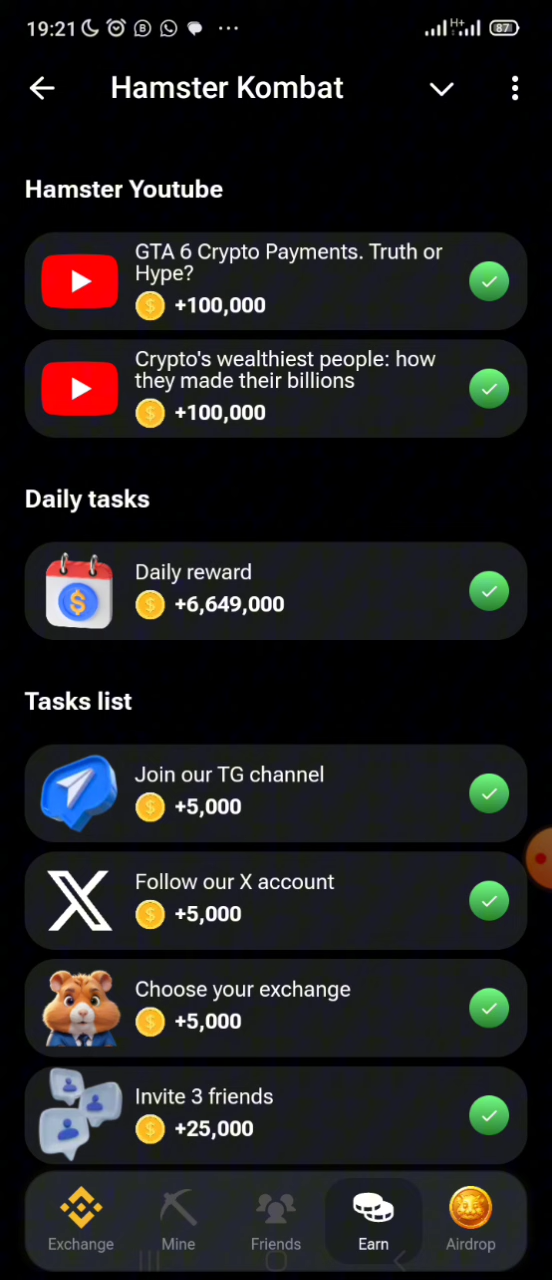 19:21
H+
87
Hamster Kombat
Hamster Youtube
GTA 6 Crypto Payments. Truth or
Hype?
+100,000
Crypto's wealthiest people: how
they made their billions
+100,000
Daily tasks
Daily reward
+6,649,000
Tasks list
Join our TG channel
+5,000
Follow our X account
+5,000
Choose your exchange
+5,000
Invite 3 friends
+25,000
Exchange
Mine
Friends
Earn
Airdrop